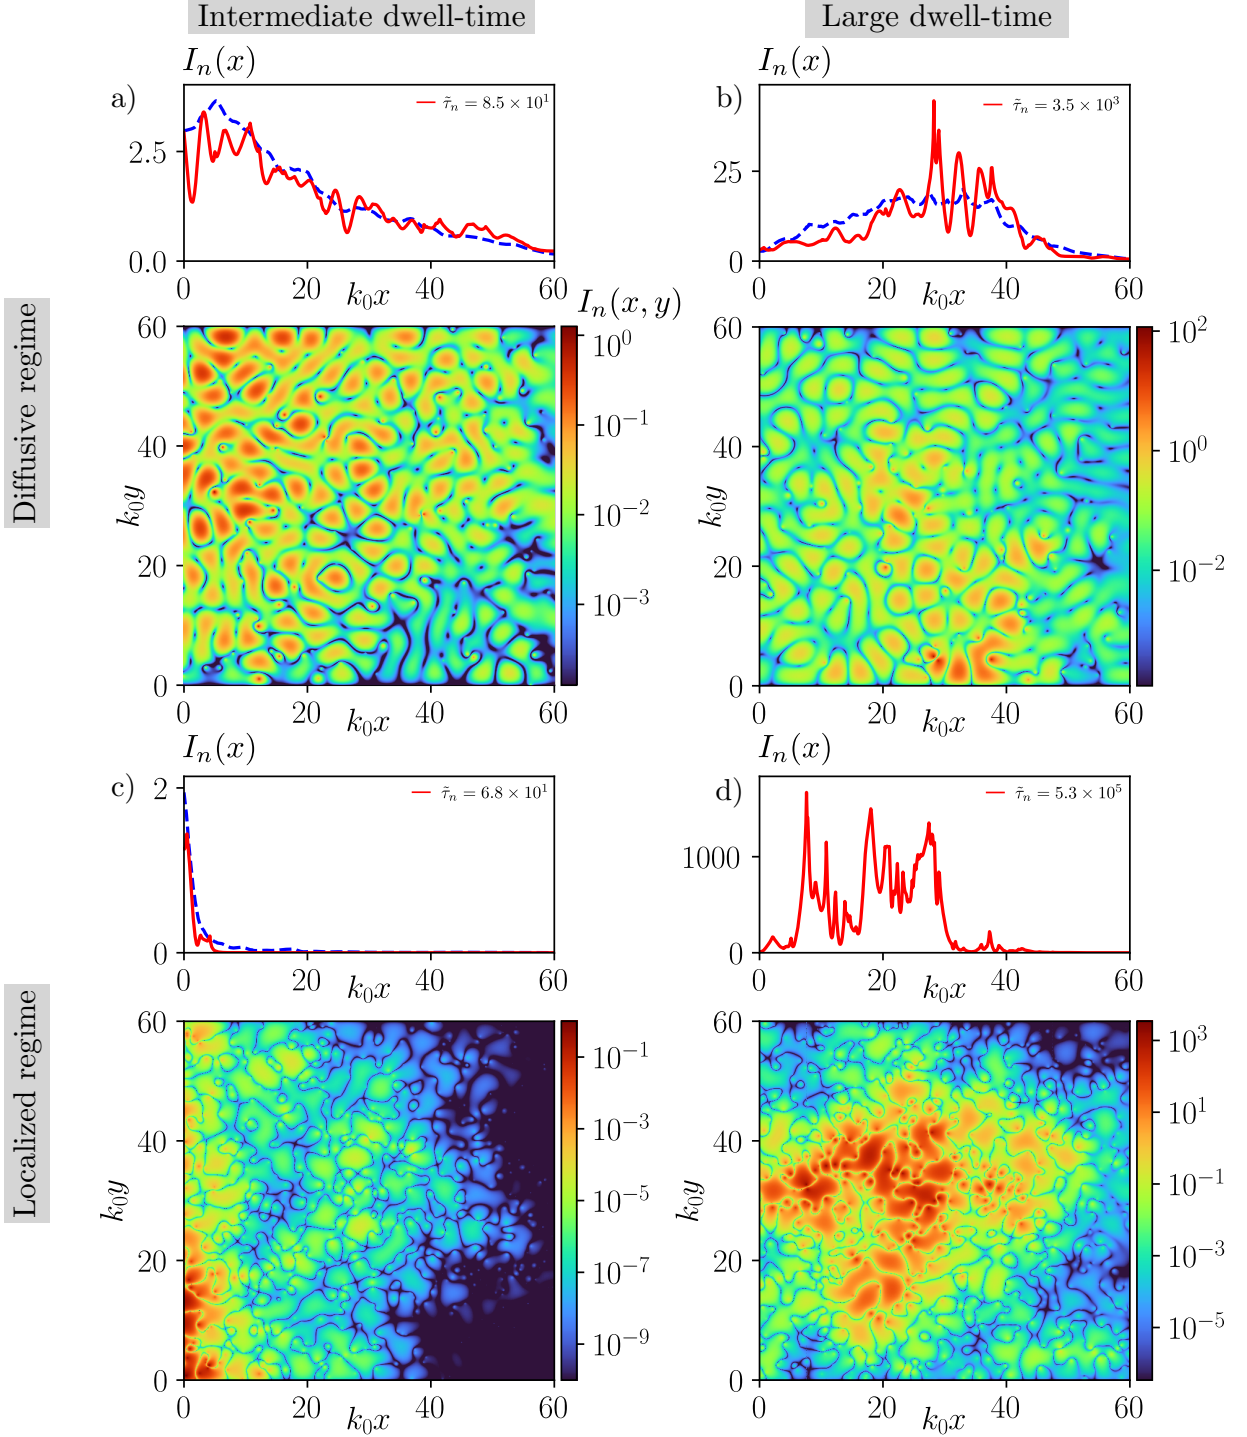 Intermediate dwell-time
Large dwell-time
Diffusive regime
Localized regime
a)
I_n(x)
τ̃_n = 8.5 × 10^1
2.5
0.0
0 20 40 60
k_0x
b)
I_n(x)
τ̃_n = 3.5 × 10^3
25
0
0 20 40 60
k_0x
I_n(x, y)
60
40
20
0
k_0y
0 20 40 60
k_0x
10^0
10^−1
10^−2
10^−3
60
40
20
0
k_0y
0 20 40 60
k_0x
10^2
10^0
10^−2
c)
I_n(x)
τ̃_n = 6.8 × 10^1
2
0
0 20 40 60
k_0x
d)
I_n(x)
τ̃_n = 5.3 × 10^5
1000
0
0 20 40 60
k_0x
60
40
20
0
k_0y
0 20 40 60
k_0x
10^−1
10^−3
10^−5
10^−7
10^−9
60
40
20
0
k_0y
0 20 40 60
k_0x
10^3
10^1
10^−1
10^−3
10^−5